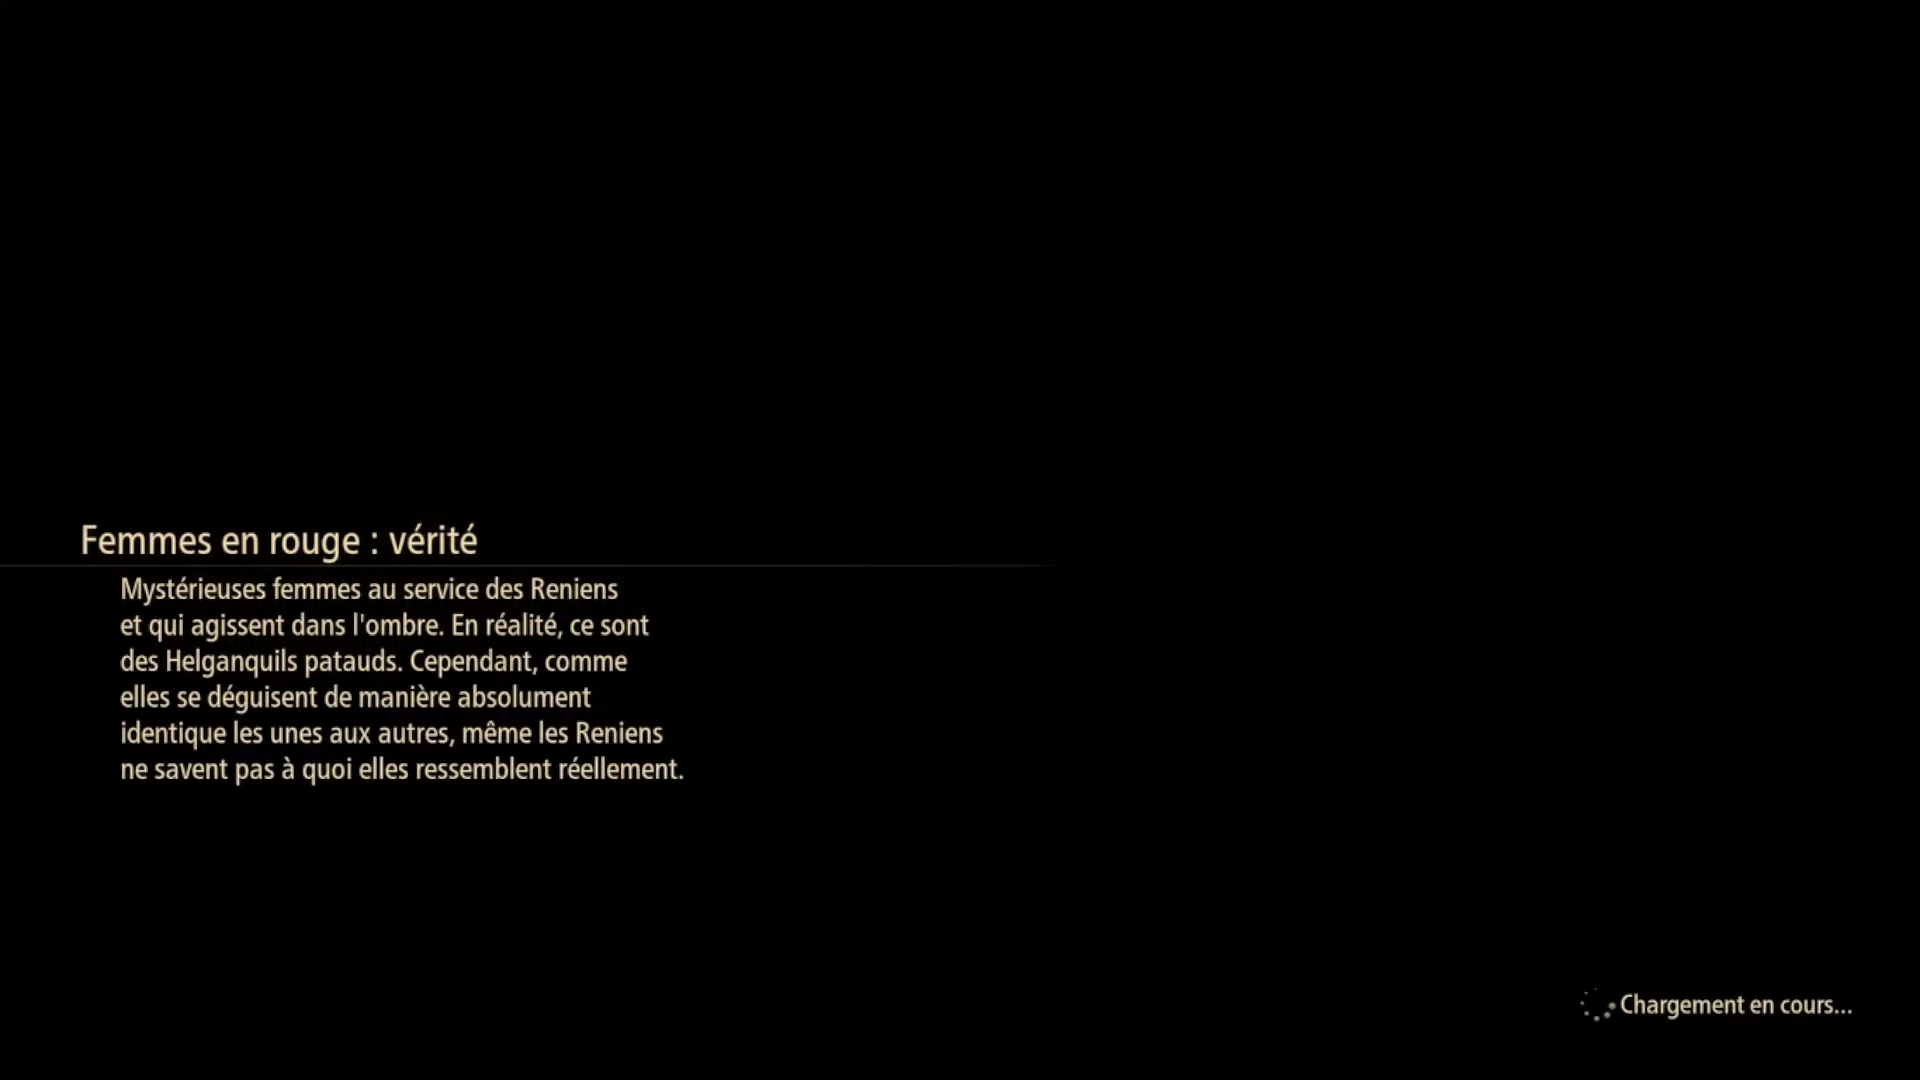 Femmes en rouge : vérité
Mystérieuses femmes au service des Reniens
et qui agissent dans l'ombre. En réalité, ce sont
des Helganquils patauds. Cependant, comme
elles se déguisent de manière absolument
identique les unes aux autres, même les Reniens
ne savent pas à quoi elles ressemblent réellement.
Chargement en cours...